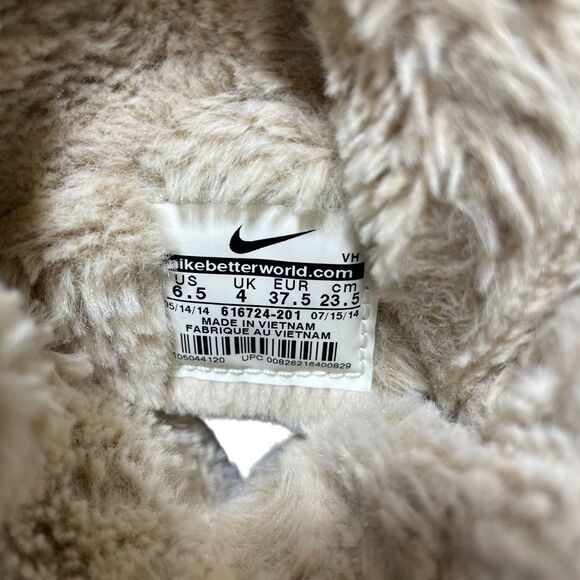 VH
nikebetterworld.com
US UK EUR cm
6.5 4 37.5 23.5
05/14/14 616724-201 07/15/14
MADE IN VIETNAM
FABRIQUE AU VIETNAM
105044120 UPC 00826216400829